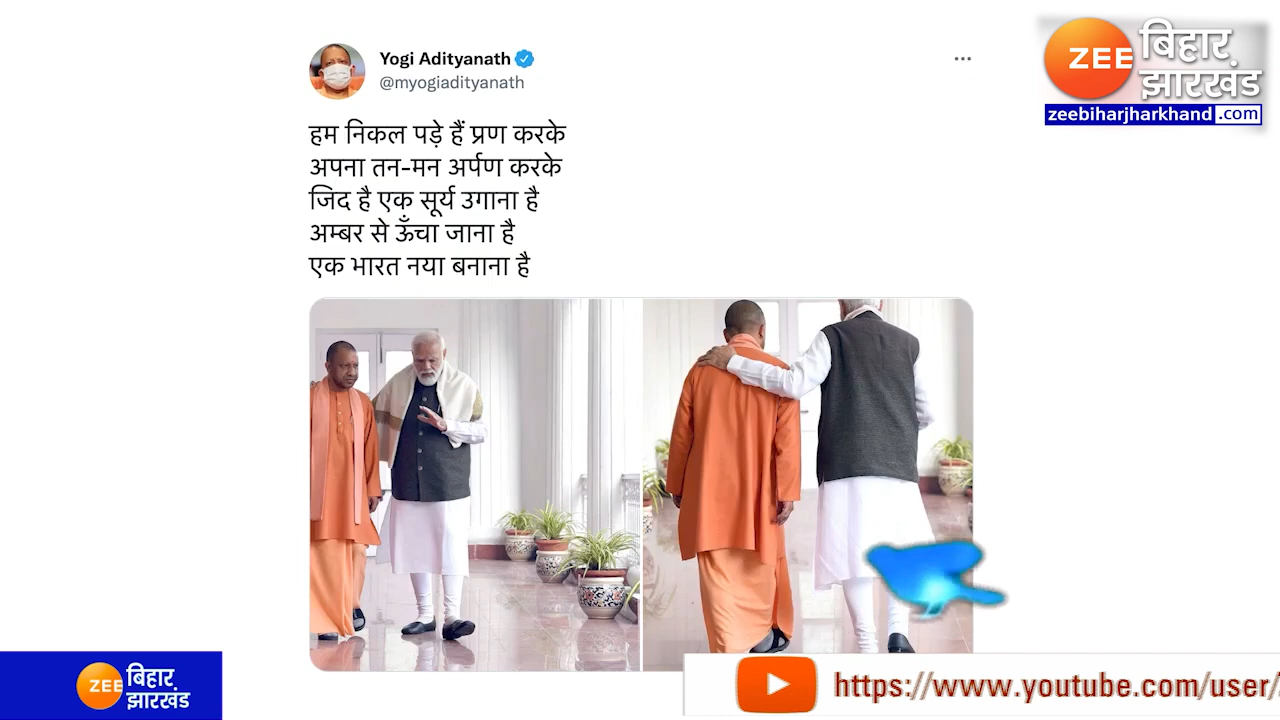 Yogi Adityanath
@myogiadityanath
हम निकल पड़े हैं प्रण करके
अपना तन-मन अर्पण करके
जिद है एक सूर्य उगाना है
अम्बर से ऊँचा जाना है
एक भारत नया बनाना है
ZEE बिहार झारखंड
zeebiharjharkhand.com
ZEE बिहार झारखंड
https://www.youtube.com/user/